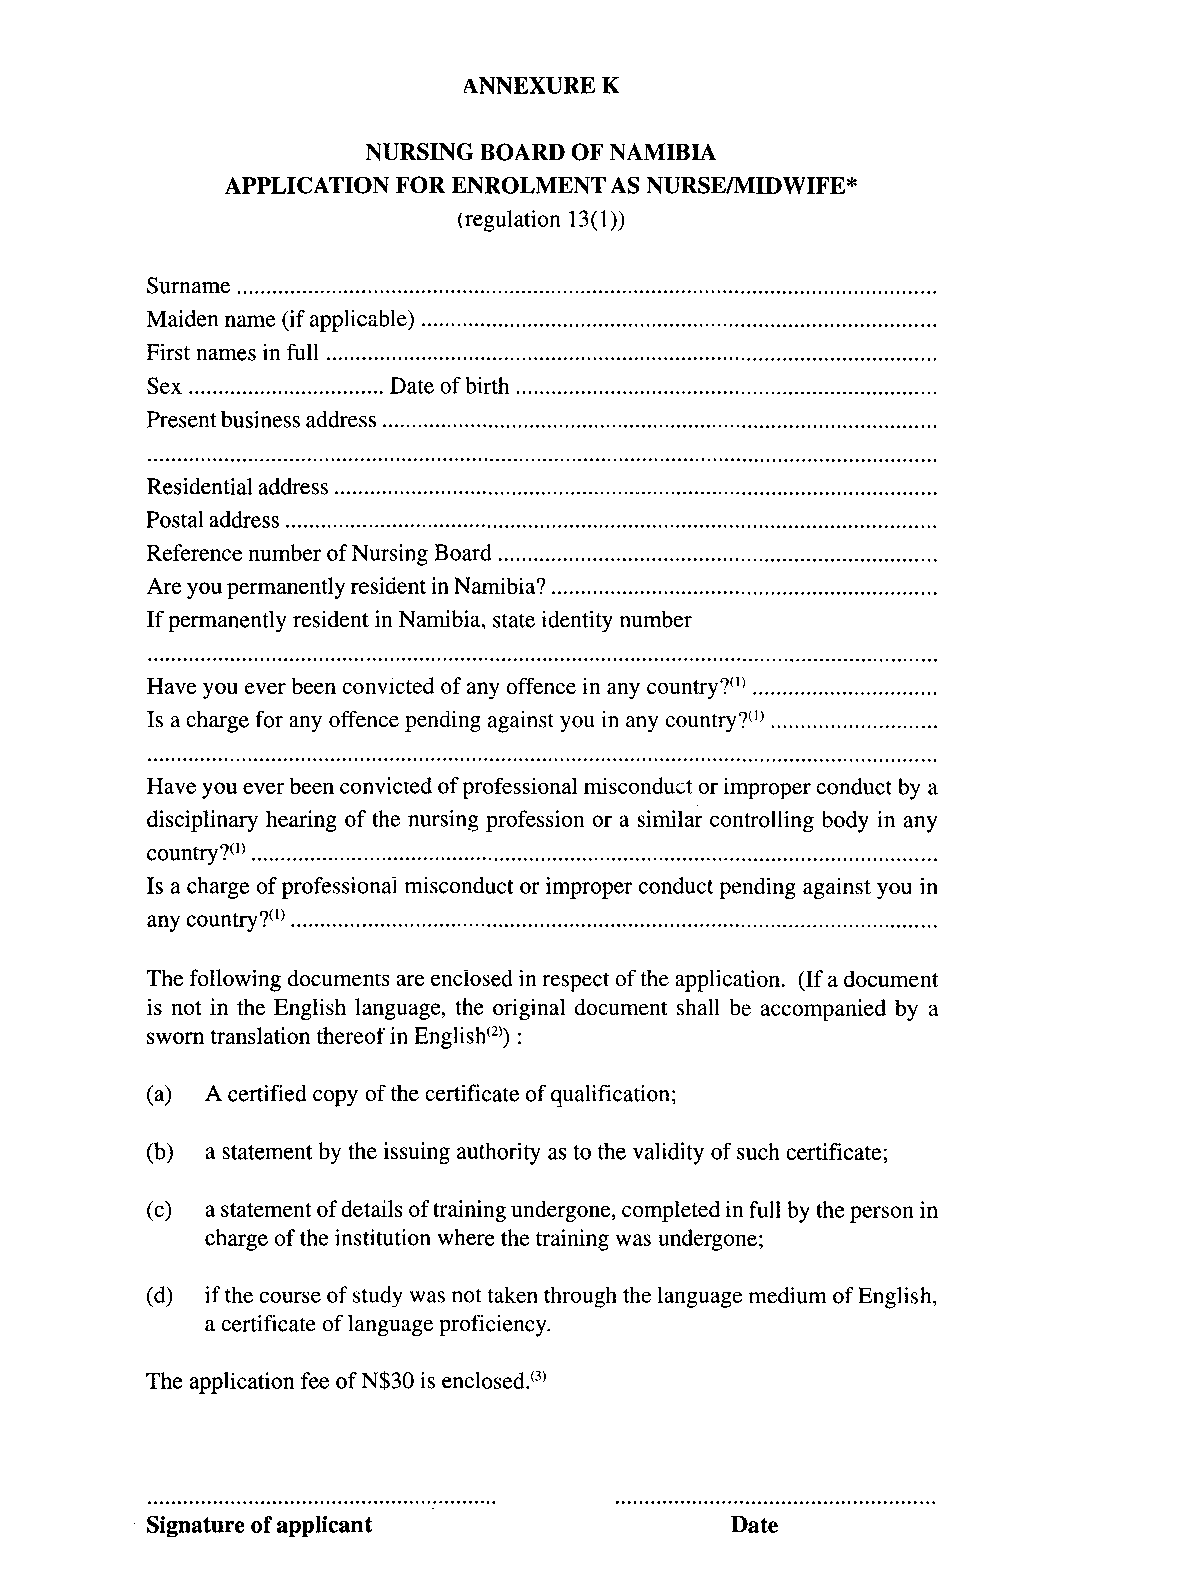 ANNEXURE K
NURSING BOARD OF NAMIBIA
APPLICATION FOR ENROLMENT AS NURSE/MIDWIFE*
(regulation 13(1))
Surname ........................................................................................................................
Maiden name (if applicable) ........................................................................................
First names in full ........................................................................................................
Sex ................................. Date of birth ........................................................................
Present business address ..............................................................................................
.......................................................................................................................................
Residential address .......................................................................................................
Postal address ...............................................................................................................
Reference number of Nursing Board ...........................................................................
Are you permanently resident in Namibia? ..................................................................
If permanently resident in Namibia, state identity number
.......................................................................................................................................
Have you ever been convicted of any offence in any country?(1) ................................
Is a charge for any offence pending against you in any country?(1) .............................
.......................................................................................................................................
Have you ever been convicted of professional misconduct or improper conduct by a
disciplinary hearing of the nursing profession or a similar controlling body in any
country?(1) .....................................................................................................................
Is a charge of professional misconduct or improper conduct pending against you in
any country?(1) ..............................................................................................................
The following documents are enclosed in respect of the application. (If a document
is not in the English language, the original document shall be accompanied by a
sworn translation thereof in English(2)) :
(a) A certified copy of the certificate of qualification;
(b) a statement by the issuing authority as to the validity of such certificate;
(c) a statement of details of training undergone, completed in full by the person in
charge of the institution where the training was undergone;
(d) if the course of study was not taken through the language medium of English,
a certificate of language proficiency.
The application fee of N$30 is enclosed.(3)
........................................................... ......................................................
Signature of applicant Date